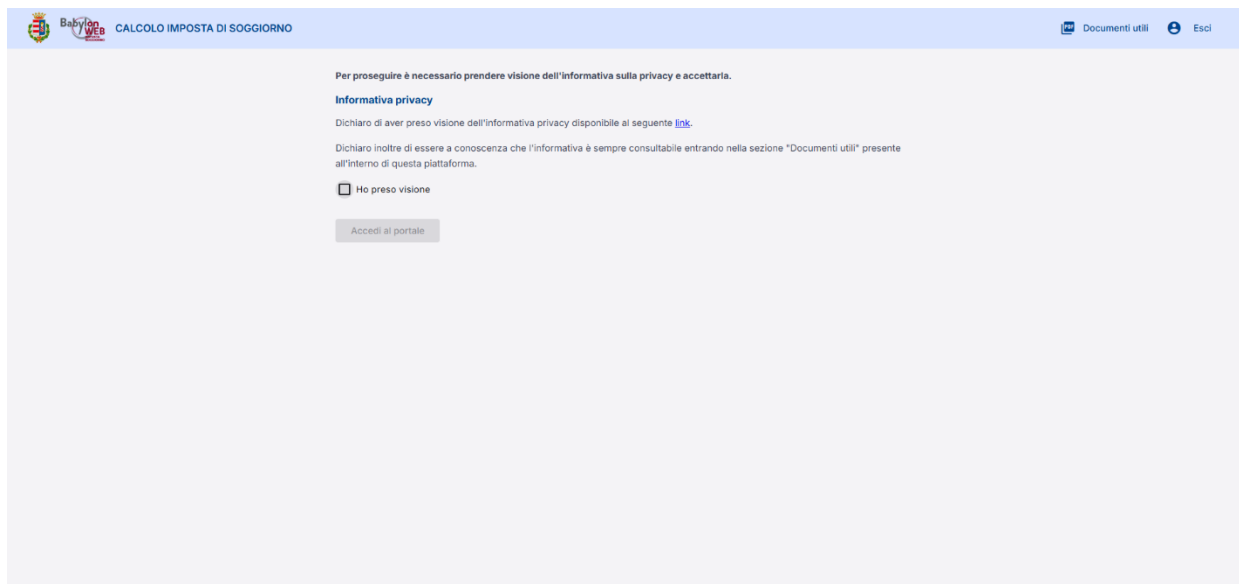 Babylon WEB CALCOLO IMPOSTA DI SOGGIORNO Documenti utili Esci
Per proseguire è necessario prendere visione dell'informativa sulla privacy e accettarla.
Informativa privacy
Dichiaro di aver preso visione dell'informativa privacy disponibile al seguente link.
Dichiaro inoltre di essere a conoscenza che l'informativa è sempre consultabile entrando nella sezione "Documenti utili" presente
all'interno di questa piattaforma.
Ho preso visione
Accedi al portale